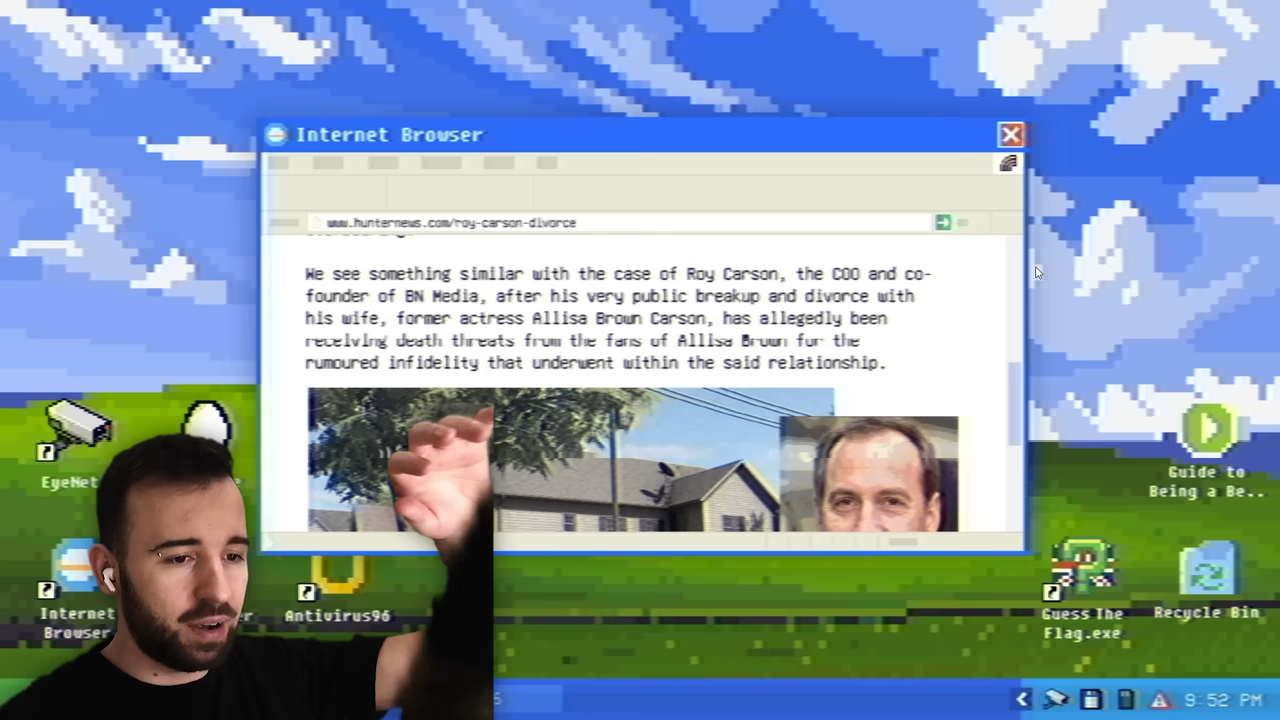 Internet Browser
www.hunternews.com/roy-carson-divorce
We see something similar with the case of Roy Carson, the COO and co-
founder of BN Media, after his very public breakup and divorce with
his wife, former actress Allisa Brown Carson, has allegedly been
receiving death threats from the fans of Allisa Brown for the
rumoured infidelity that underwent within the said relationship.
EyeNet
Guide to
Being a Be..
Internet
Browser
Antivirus96
Guess The
Flag.exe
Recycle Bin
9:52 PM